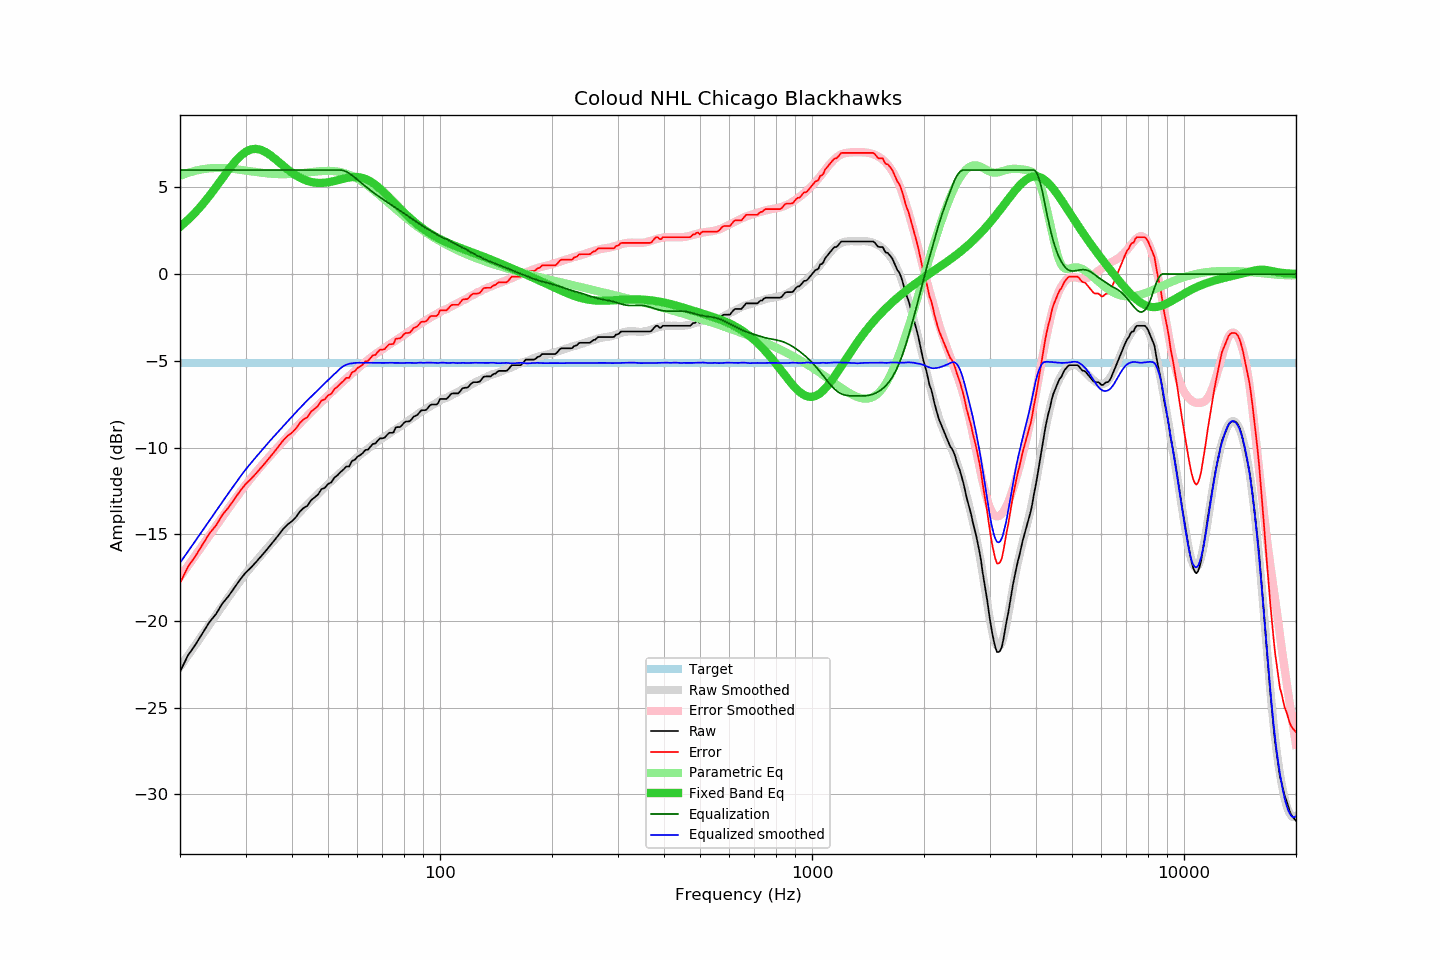 Coloud NHL Chicago Blackhawks
Amplitude (dBr)
5
0
−5
−10
−15
−20
−25
−30
Target
Raw Smoothed
Error Smoothed
Raw
Error
Parametric Eq
Fixed Band Eq
Equalization
Equalized smoothed
100 1000 10000
Frequency (Hz)